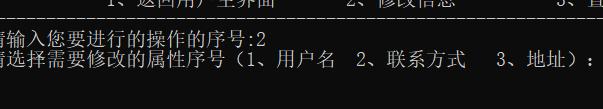 1、返回用户主界面 2、修改信息 3、
--------------------------------------------------
输入您要进行的操作的序号:2
选择需要修改的属性序号（1、用户名 2、联系方式 3、地址）：